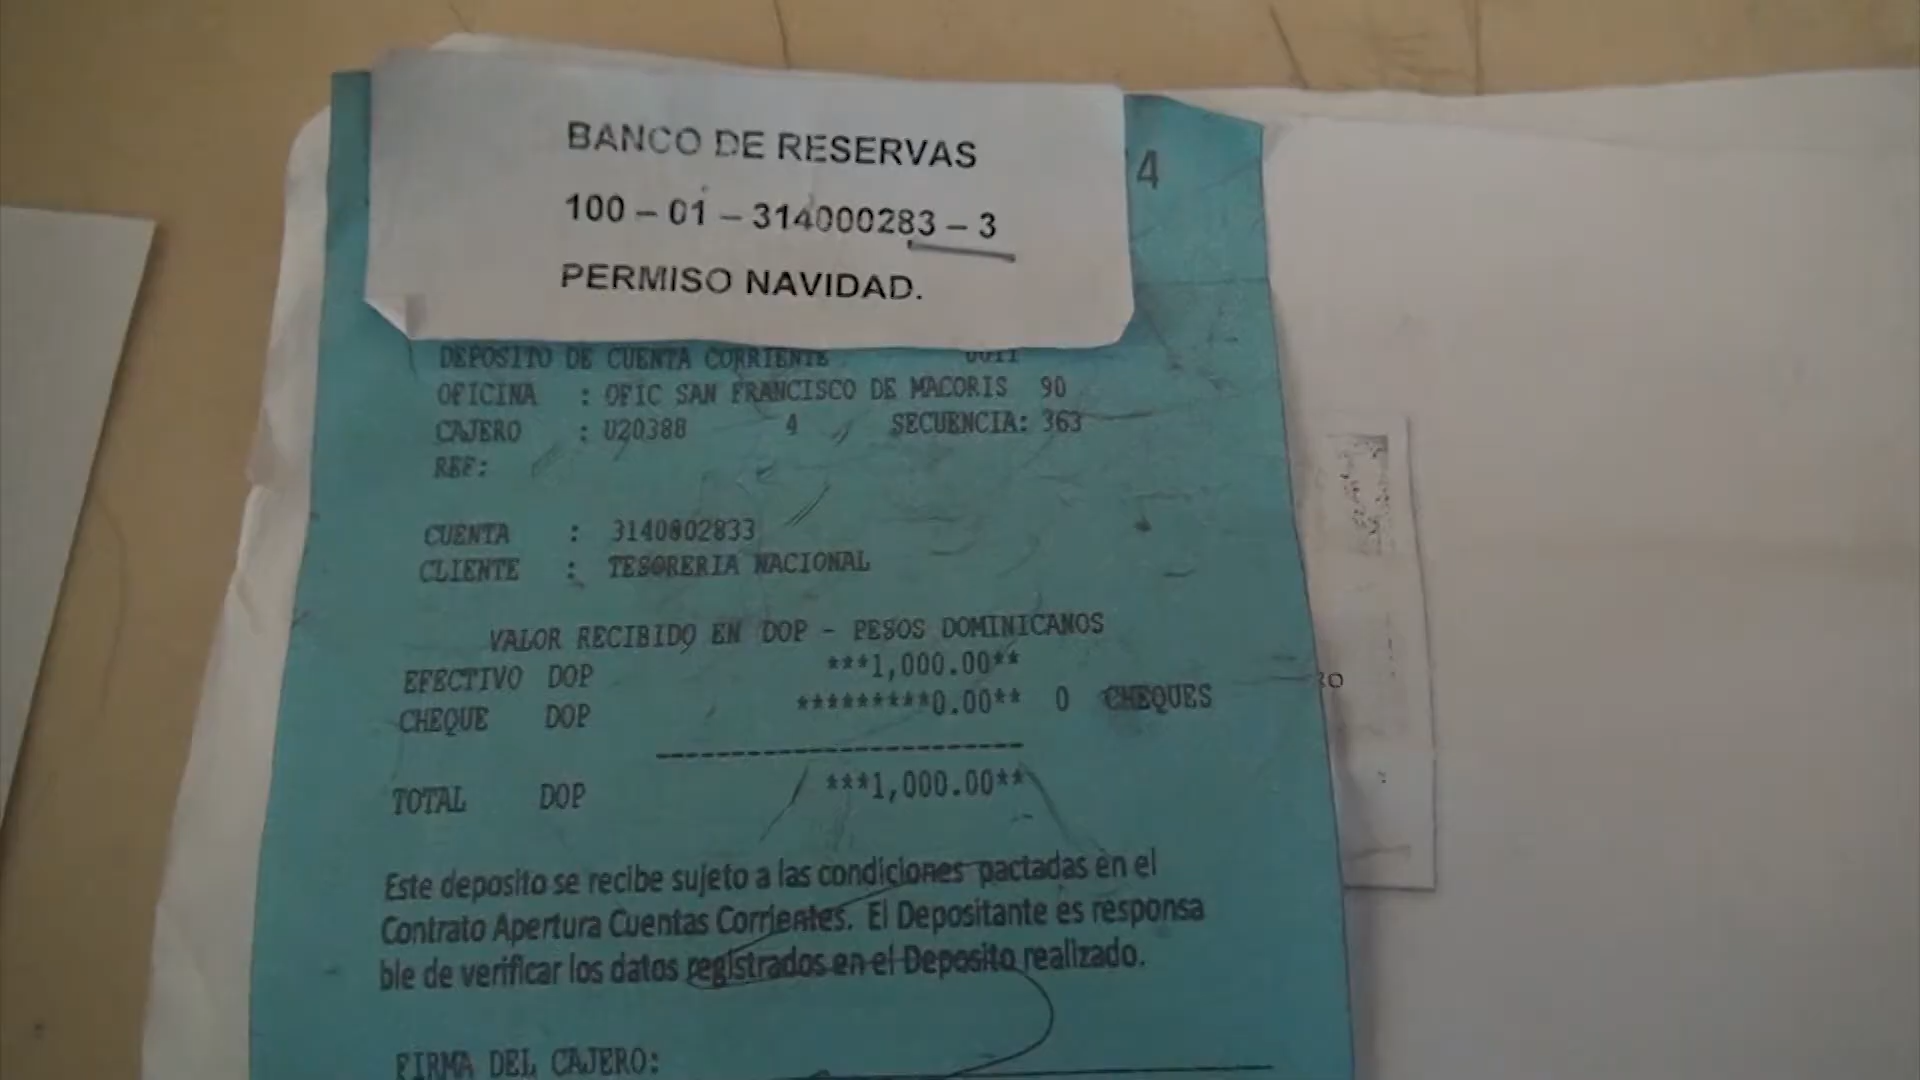 BANCO DE RESERVAS
4
100 – 01 – 314000283 – 3
PERMISO NAVIDAD.
DEPOSITO DE CUENTA CORRIENTE 0011
OFICINA : OFIC SAN FRANCISCO DE MACORIS 90
CAJERO : U20388 4 SECUENCIA: 363
REF:
CUENTA : 3140002833
CLIENTE : TESORERIA NACIONAL
VALOR RECIBIDO EN DOP - PESOS DOMINICANOS
EFECTIVO DOP ***1,000.00**
CHEQUE DOP *********0.00** 0 CHEQUES
TOTAL DOP ***1,000.00**
Este deposito se recibe sujeto a las condiciones pactadas en el
Contrato Apertura Cuentas Corrientes. El Depositante es responsa
ble de verificar los datos registrados en el Deposito realizado.
FIRMA DEL CAJERO: